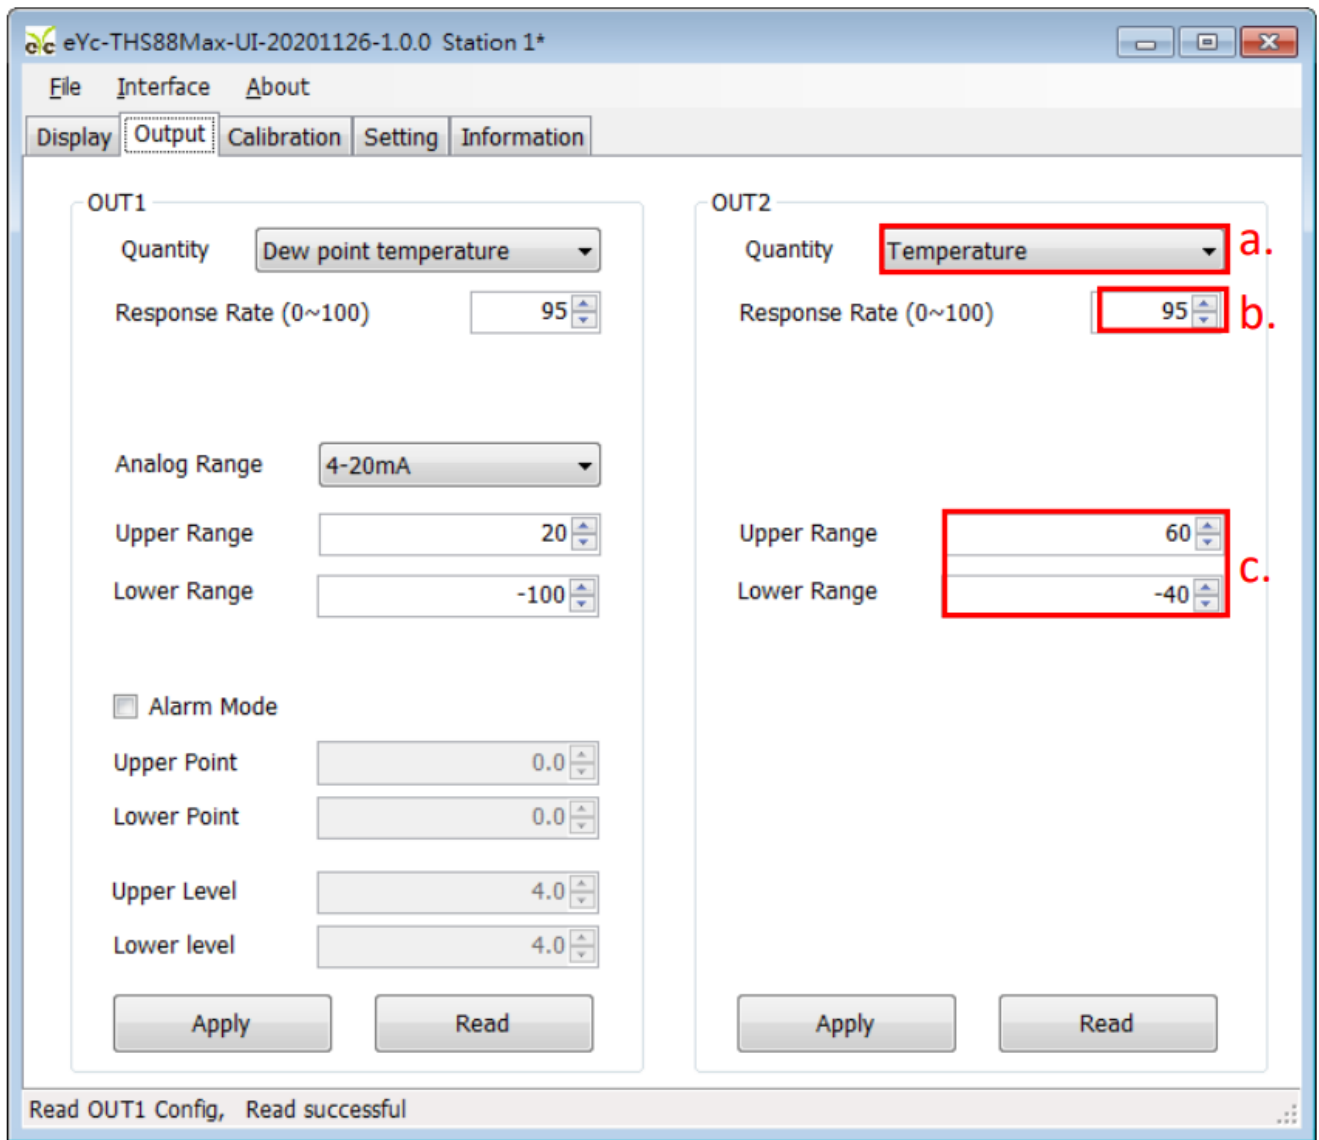 eYc-THS88Max-UI-20201126-1.0.0 Station 1*
File Interface About
Display Output Calibration Setting Information
OUT1
Quantity Dew point temperature
Response Rate (0~100) 95
Analog Range 4-20mA
Upper Range 20
Lower Range -100
Alarm Mode
Upper Point 0.0
Lower Point 0.0
Upper Level 4.0
Lower level 4.0
Apply Read
OUT2
Quantity Temperature a.
Response Rate (0~100) 95 b.
Upper Range 60
c.
Lower Range -40
Apply Read
Read OUT1 Config, Read successful